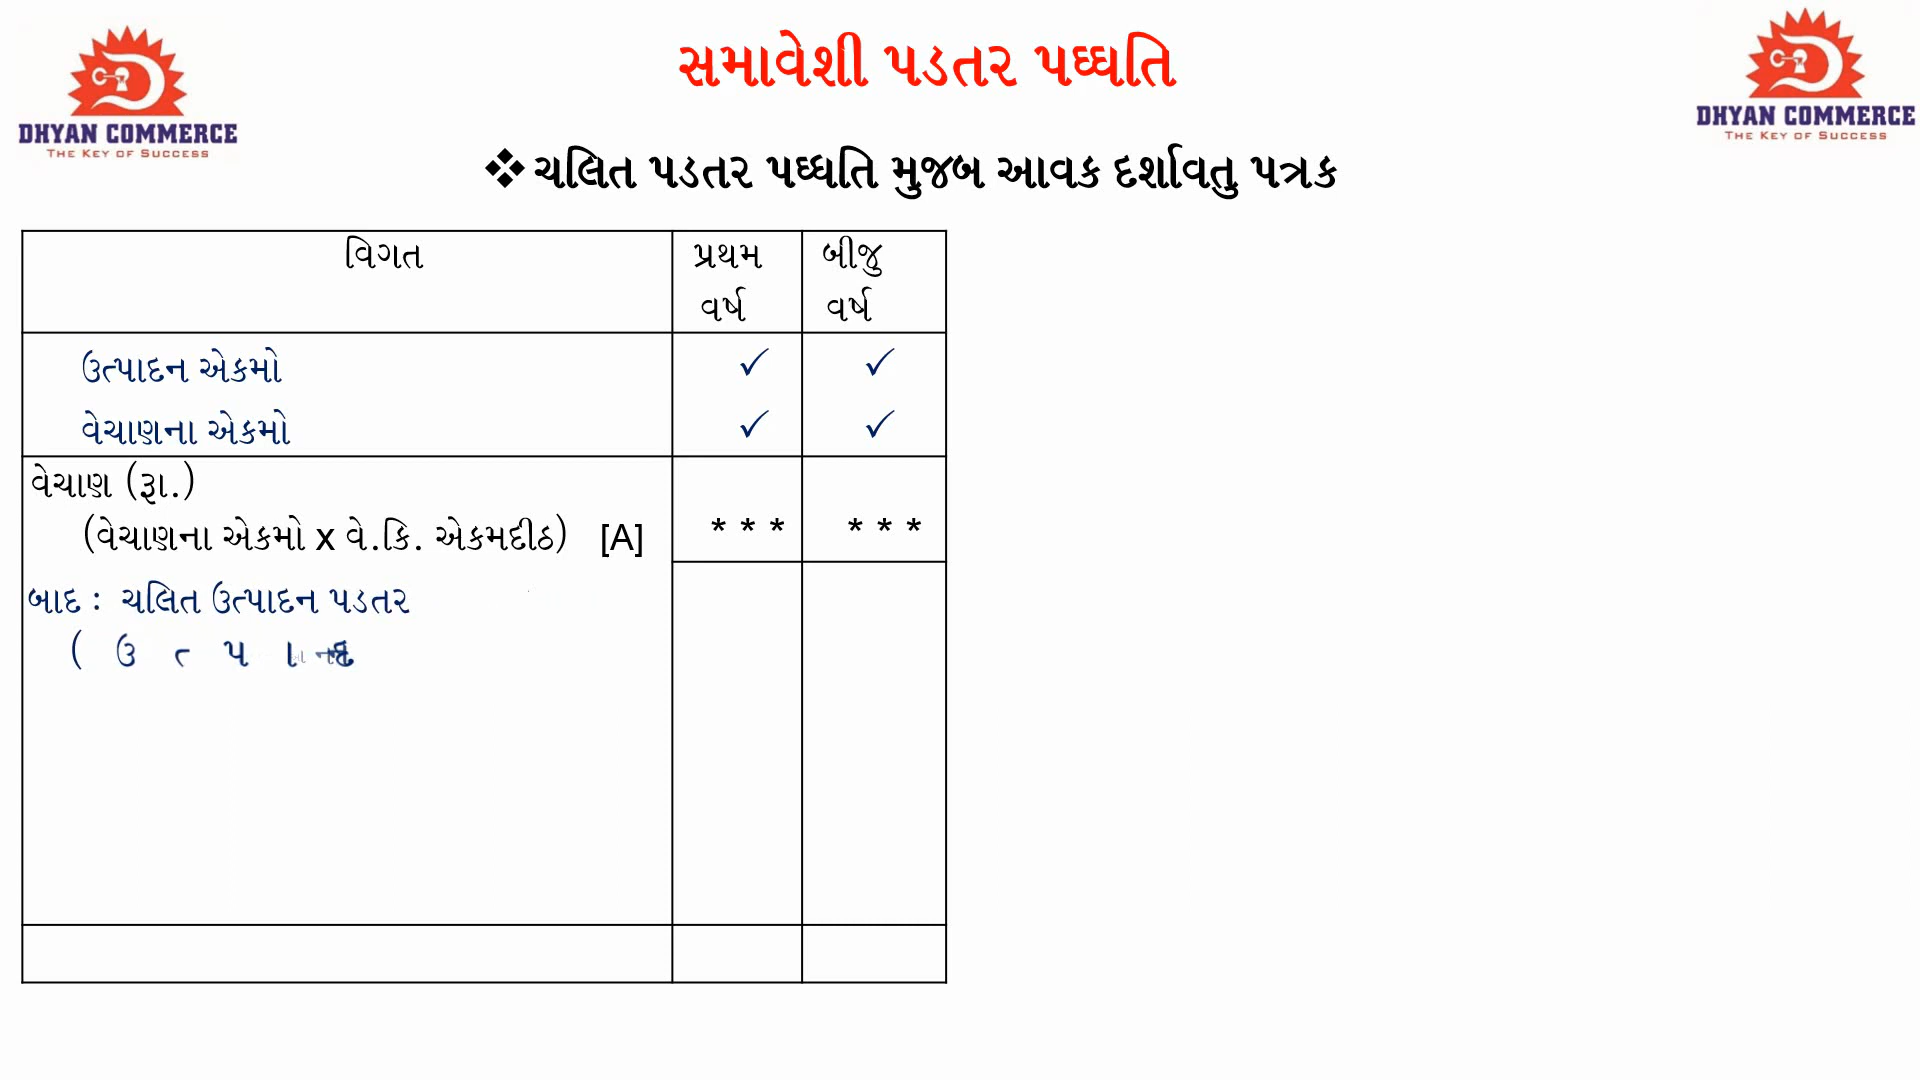 DHYAN COMMERCE
THE KEY OF SUCCESS
સમાવેશી પડતર પધ્ધતિ
DHYAN COMMERCE
THE KEY OF SUCCESS
❖ ચલિત પડતર પધ્ધતિ મુજબ આવક દર્શાવતુ પત્રક
વિગત પ્રથમ વર્ષ બીજુ વર્ષ
ઉત્પાદન એકમો ✓ ✓
વેચાણના એકમો ✓ ✓
વેચાણ (રૂા.)
(વેચાણના એકમો x વે.કિ. એકમદીઠ) [A] * * * * * *
બાદ : ચલિત ઉત્પાદન પડતર